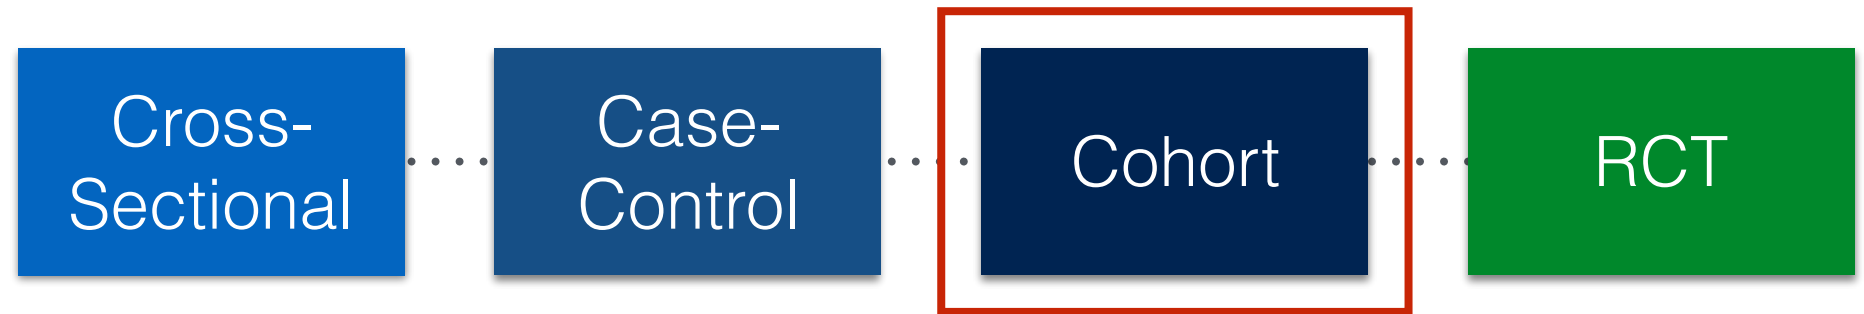 Cross-
Sectional
Case-
Control
Cohort
RCT